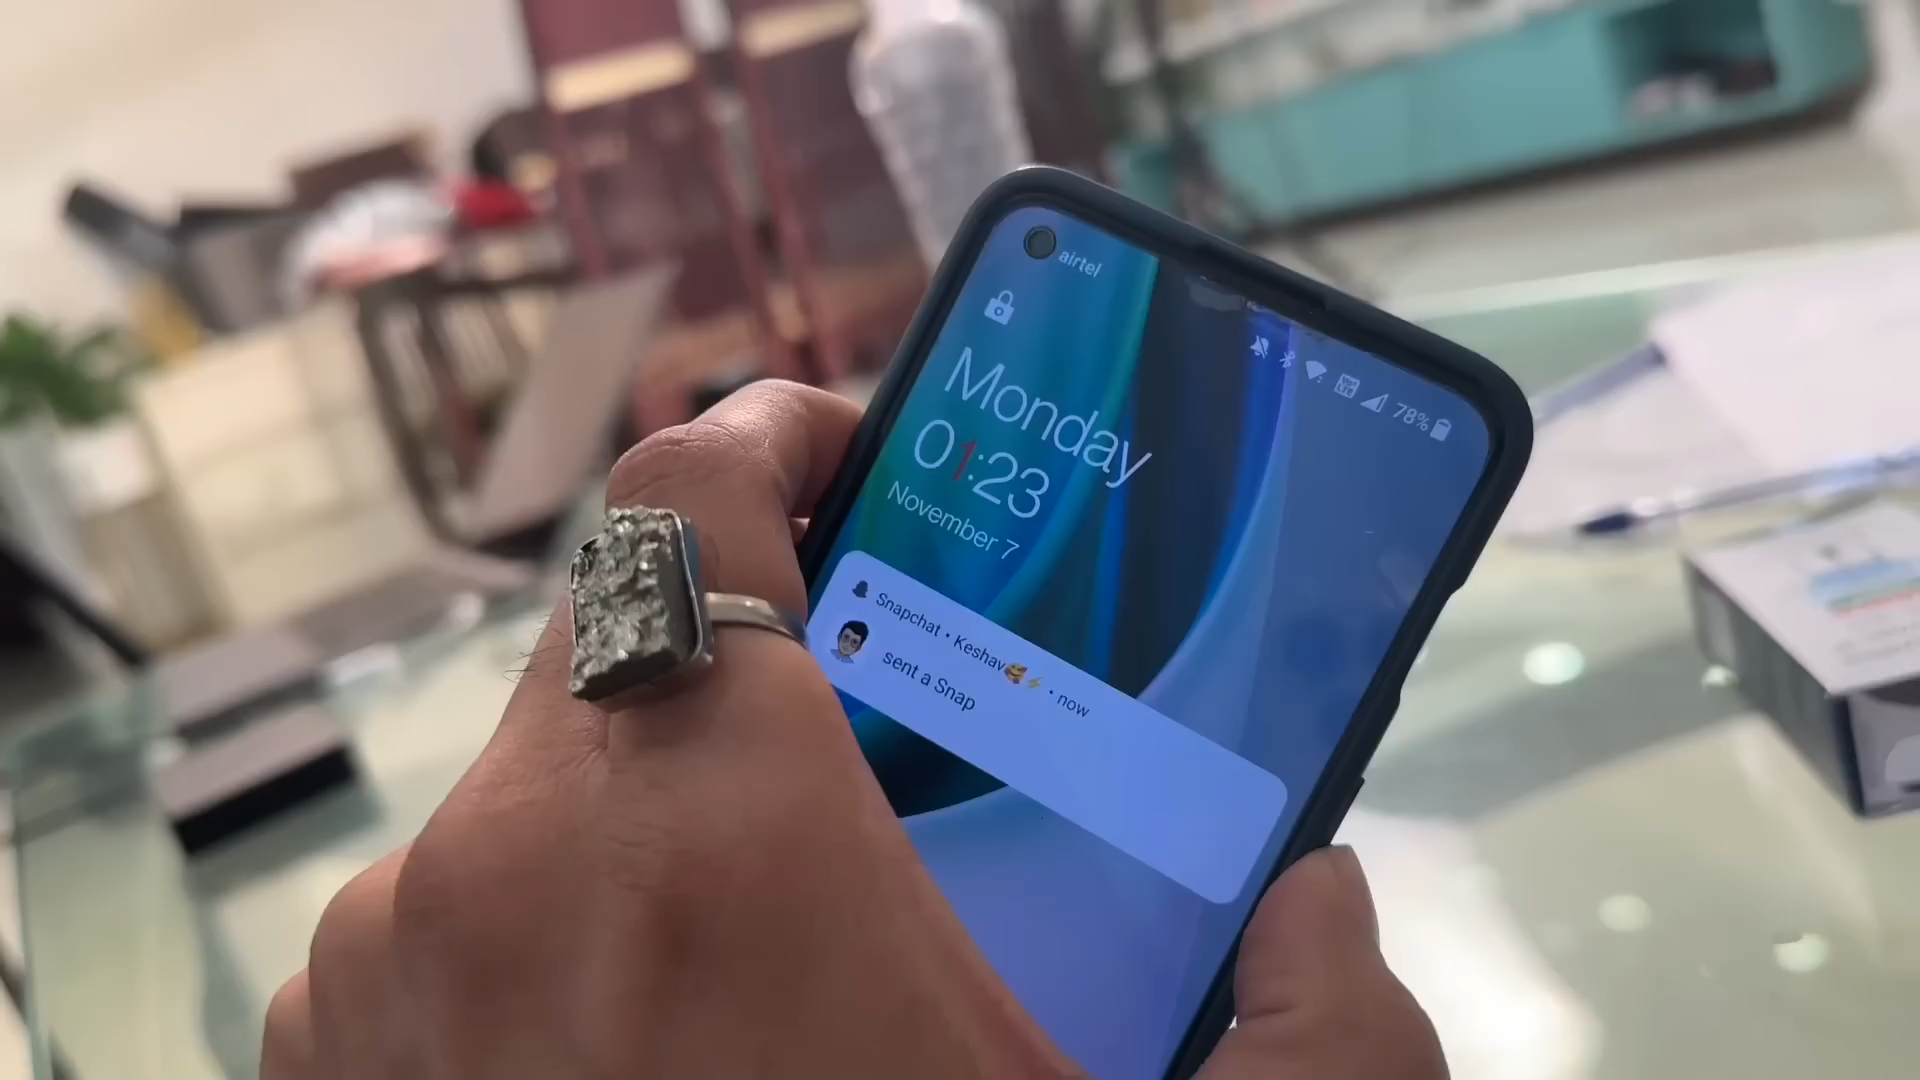 airtel
78%
Monday
01:23
November 7
Snapchat • Keshav🥰⚡ • now
sent a Snap